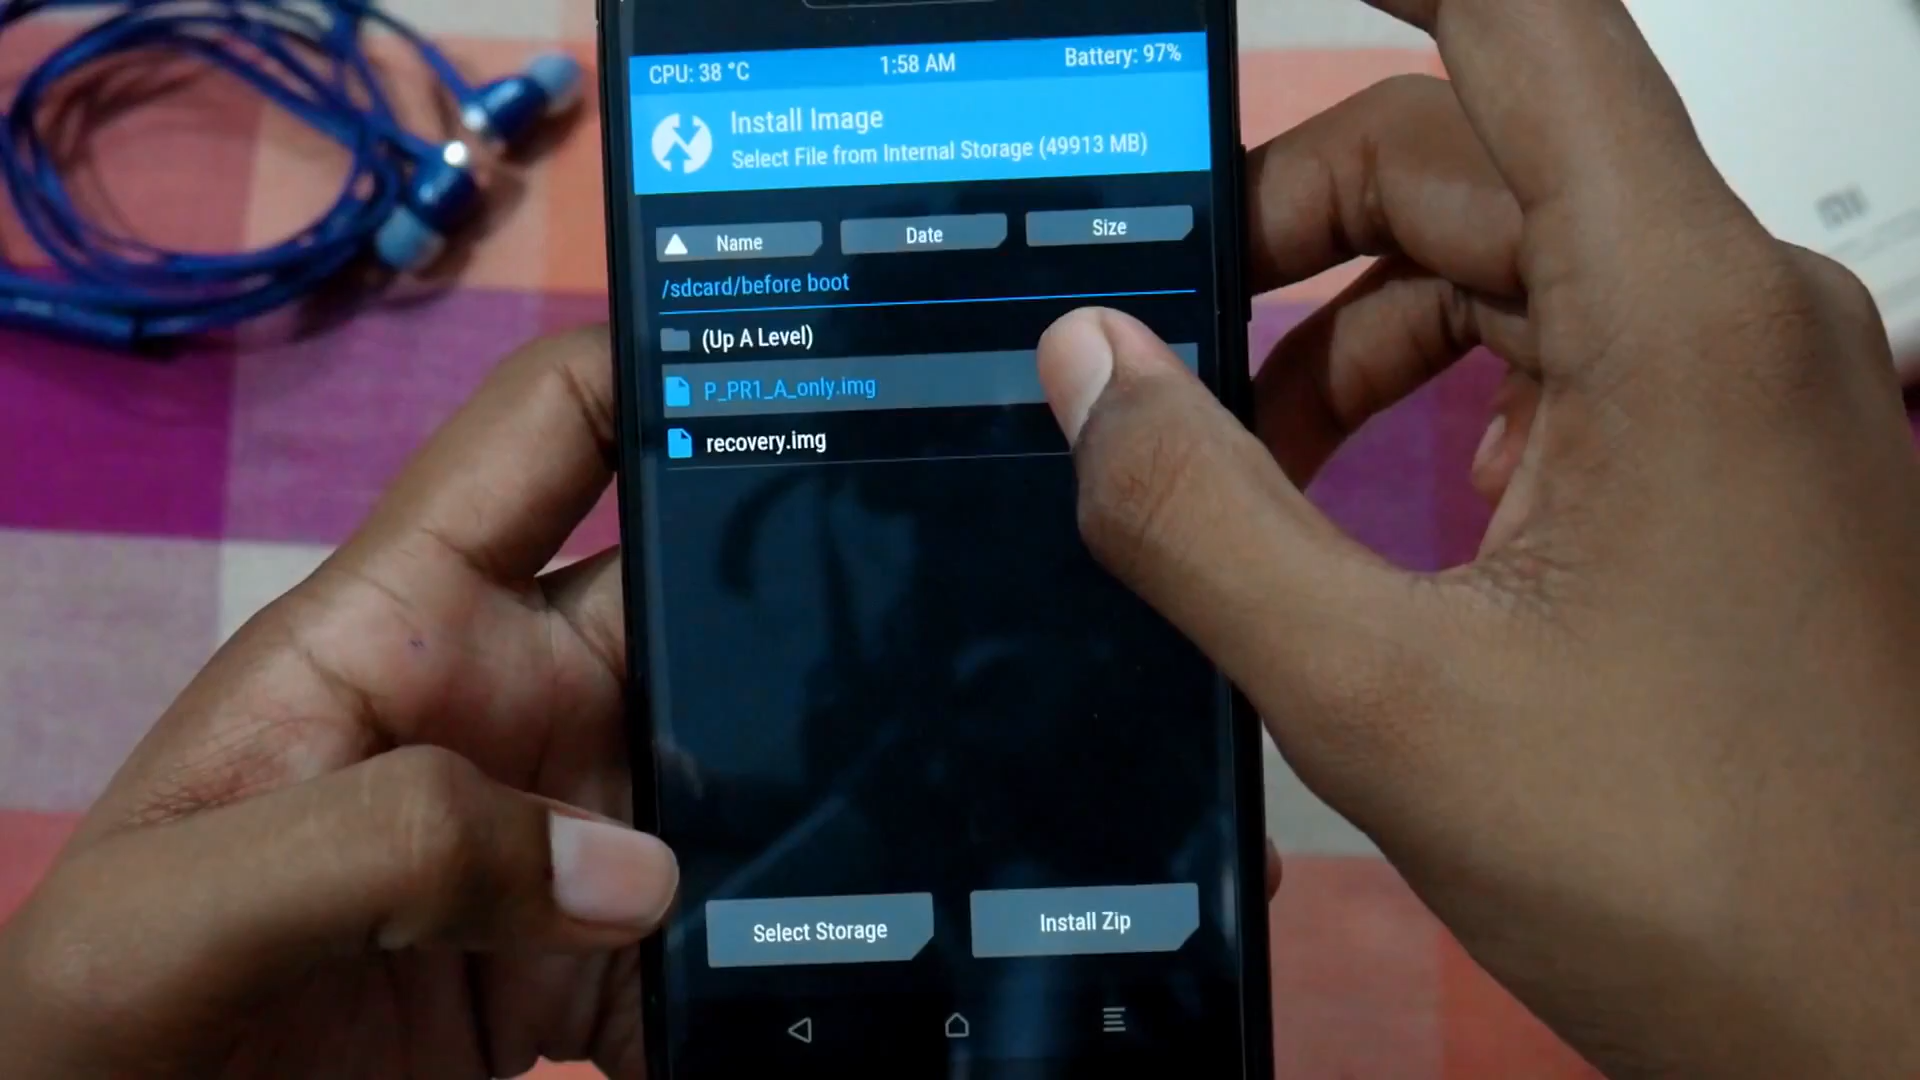 CPU: 38 °C 1:58 AM Battery: 97%
Install Image
Select File from Internal Storage (49913 MB)
Name Date Size
/sdcard/before boot
(Up A Level)
P_PR1_A_only.img
recovery.img
Select Storage Install Zip
MI